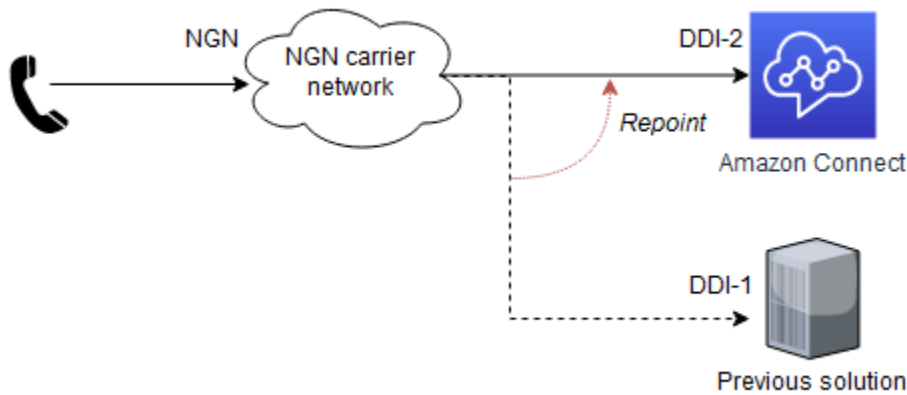 NGN
NGN carrier
network
DDI-2
Repoint
Amazon Connect
DDI-1
Previous solution